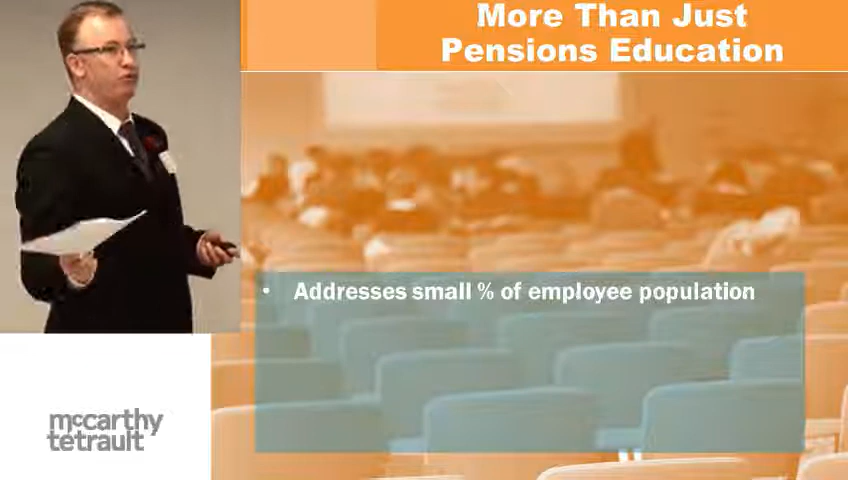 More Than Just
Pensions Education
• Addresses small % of employee population
mccarthy
tetrault